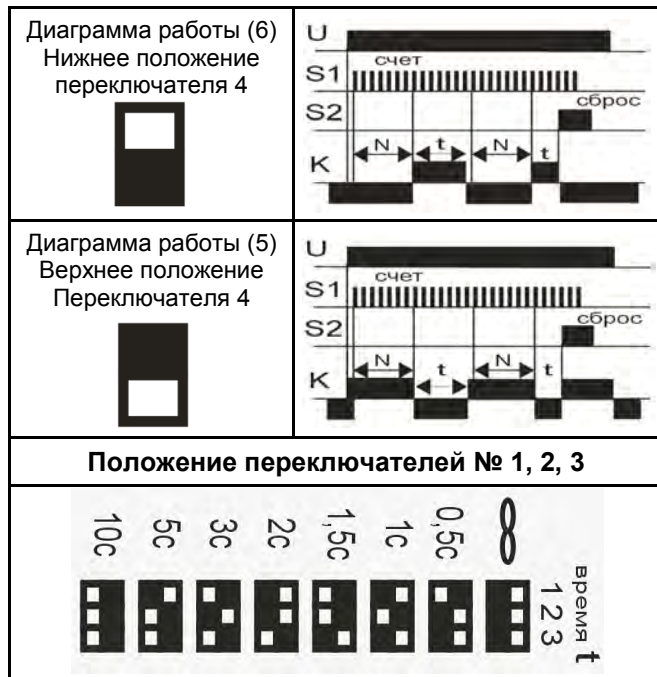 Диаграмма работы (6)
Нижнее положение
переключателя 4
U
счет
S1
S2
сброс
N t N t
K
Диаграмма работы (5)
Верхнее положение
Переключателя 4
U
счет
S1
S2
сброс
N t N t
K
Положение переключателей № 1, 2, 3
10с 5с 3с 2с 1,5с 1с 0,5с ∞
время t
1 2 3